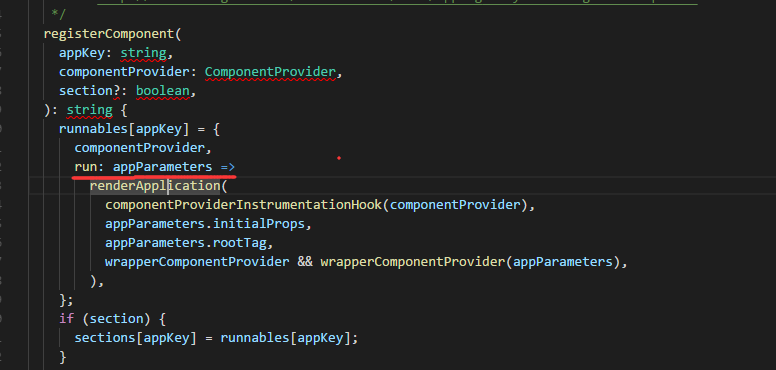 */
registerComponent(
appKey: string,
componentProvider: ComponentProvider,
section?: boolean,
): string {
runnables[appKey] = {
componentProvider,
run: appParameters =>
renderApplication(
componentProviderInstrumentationHook(componentProvider),
appParameters.initialProps,
appParameters.rootTag,
wrapperComponentProvider && wrapperComponentProvider(appParameters),
),
};
if (section) {
sections[appKey] = runnables[appKey];
}